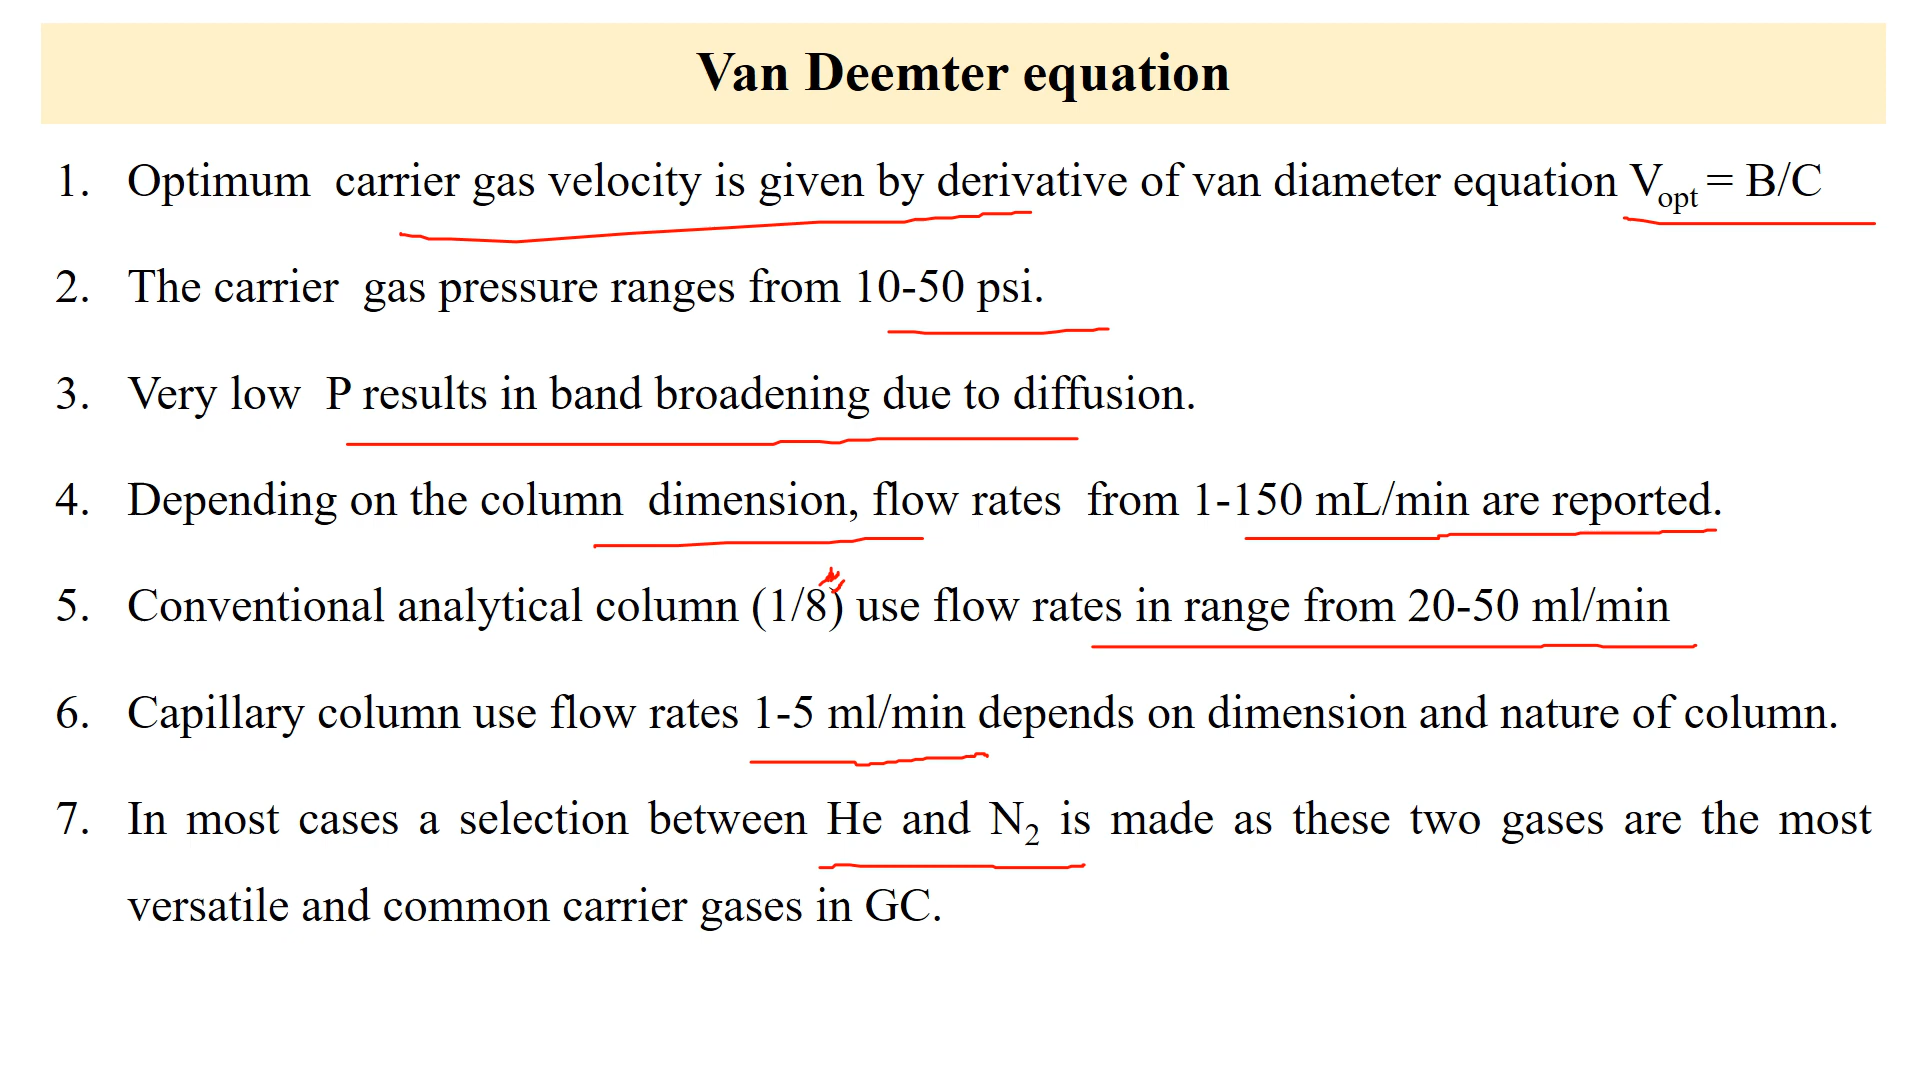 Van Deemter equation
1. Optimum carrier gas velocity is given by derivative of van diameter equation Vopt = B/C
2. The carrier gas pressure ranges from 10-50 psi.
3. Very low P results in band broadening due to diffusion.
4. Depending on the column dimension, flow rates from 1-150 mL/min are reported.
5. Conventional analytical column (1/8) use flow rates in range from 20-50 ml/min
6. Capillary column use flow rates 1-5 ml/min depends on dimension and nature of column.
7. In most cases a selection between He and N2 is made as these two gases are the most
versatile and common carrier gases in GC.